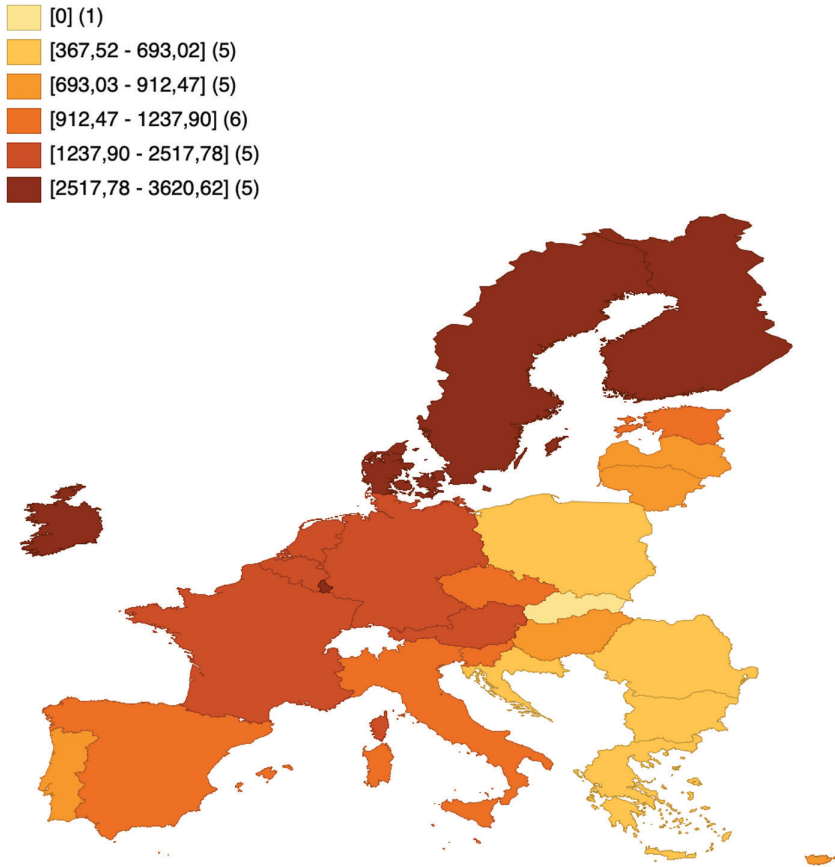 [0] (1)
[367,52 - 693,02] (5)
[693,03 - 912,47] (5)
[912,47 - 1237,90] (6)
[1237,90 - 2517,78] (5)
[2517,78 - 3620,62] (5)